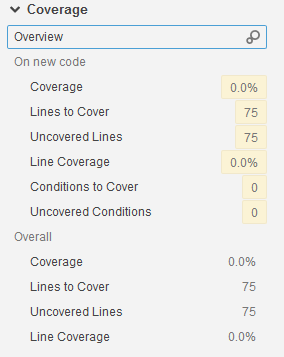 Coverage
Overview
On new code
Coverage 0.0%
Lines to Cover 75
Uncovered Lines 75
Line Coverage 0.0%
Conditions to Cover 0
Uncovered Conditions 0
Overall
Coverage 0.0%
Lines to Cover 75
Uncovered Lines 75
Line Coverage 0.0%